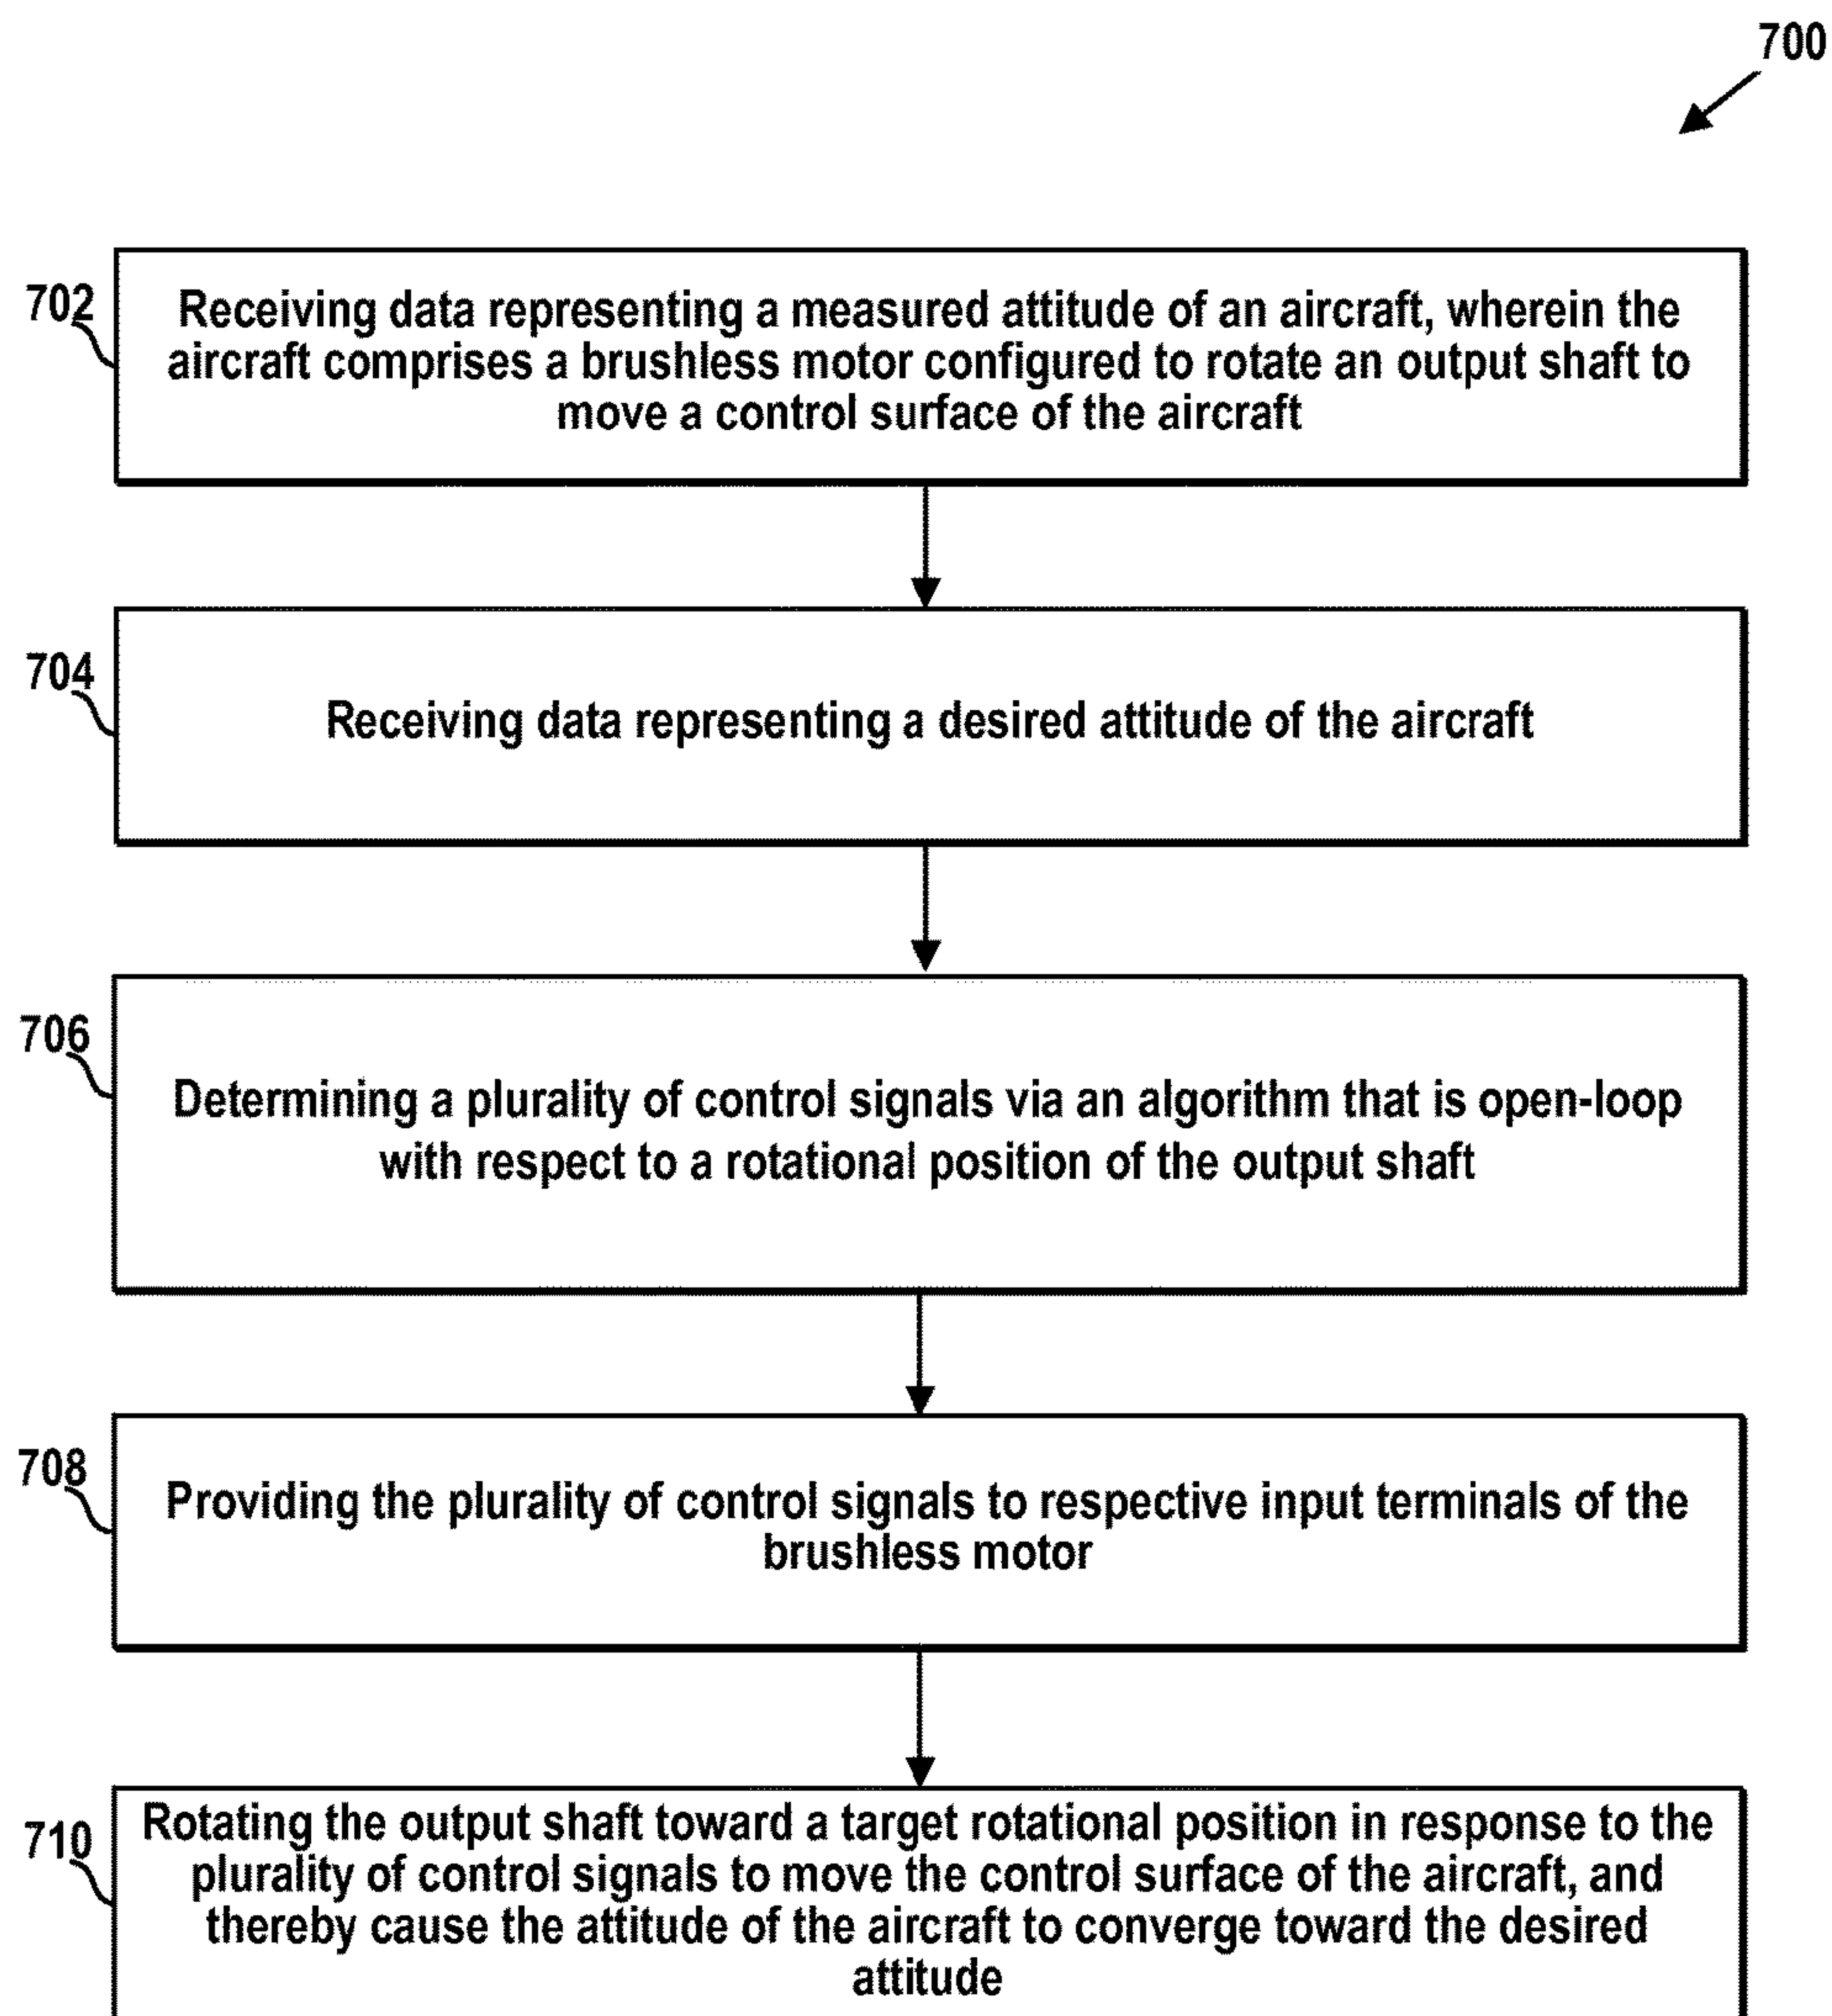 700
702
Receiving data representing a measured attitude of an aircraft, wherein the
aircraft comprises a brushless motor configured to rotate an output shaft to
move a control surface of the aircraft
704
Receiving data representing a desired attitude of the aircraft
706
Determining a plurality of control signals via an algorithm that is open-loop
with respect to a rotational position of the output shaft
708
Providing the plurality of control signals to respective input terminals of the
brushless motor
710
Rotating the output shaft toward a target rotational position in response to the
plurality of control signals to move the control surface of the aircraft, and
thereby cause the attitude of the aircraft to converge toward the desired
attitude